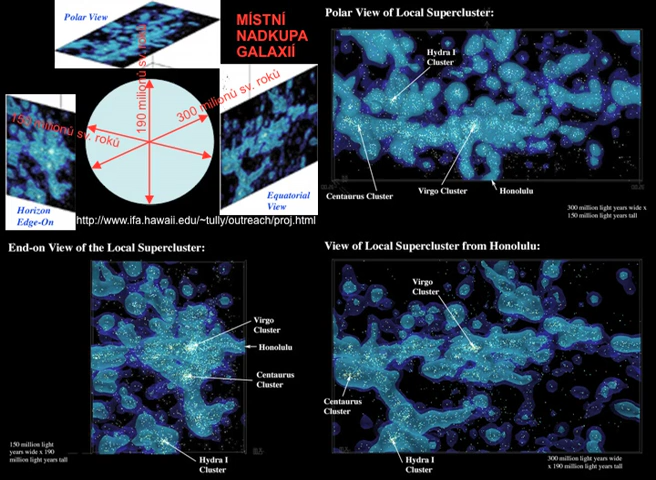 Polar View
MÍSTNÍ
NADKUPA
GALAXIÍ
190 milionů sv. roků
300 milionů sv. roků
150 milionů sv. roků
Horizon
Edge-On
Equatorial
View
http://www.ifa.hawaii.edu/~tully/outreach/proj.html
Polar View of Local Supercluster:
Hydra I
Cluster
Centaurus Cluster
Virgo Cluster
Honolulu
300 million light years wide x
150 million light years tall
End-on View of the Local Supercluster:
Virgo
Cluster
Honolulu
Centaurus
Cluster
150 million light
years wide x 190
million light years tall
Hydra I
Cluster
View of Local Supercluster from Honolulu:
Virgo
Cluster
Centaurus
Cluster
Hydra I
Cluster
300 million light years wide
x 190 million light years tall